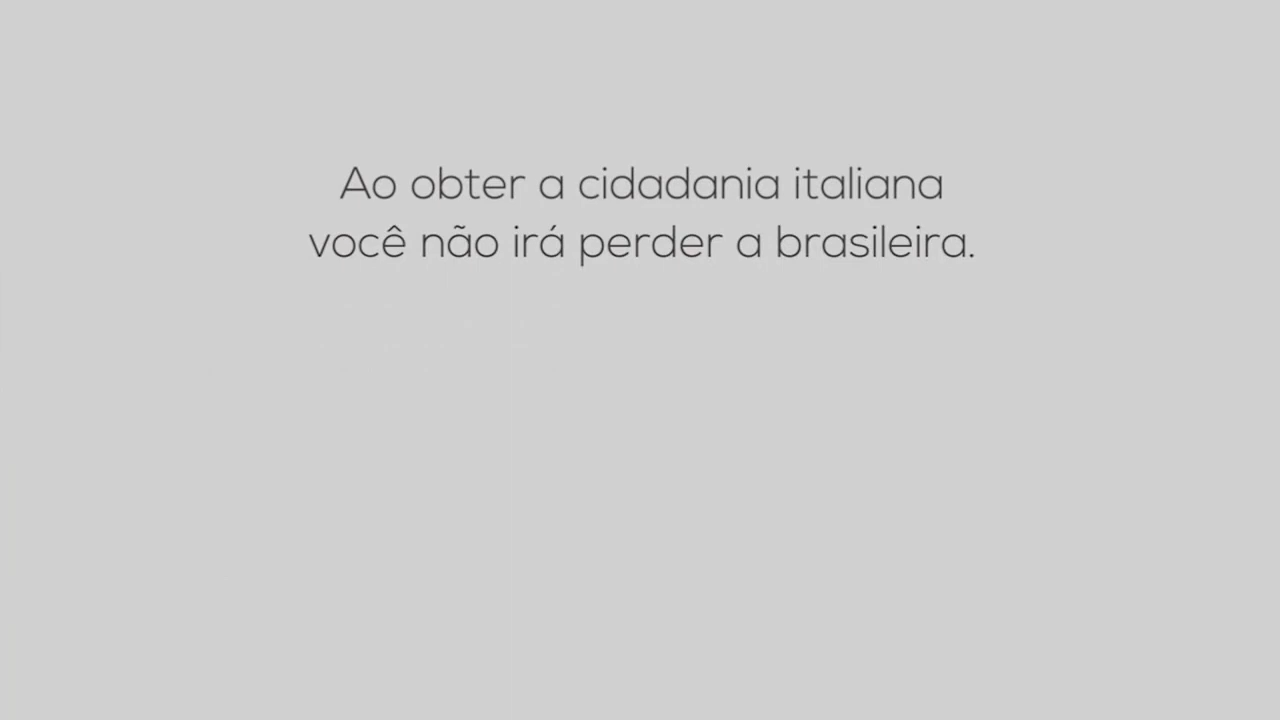 Ao obter a cidadania italiana
você não irá perder a brasileira.